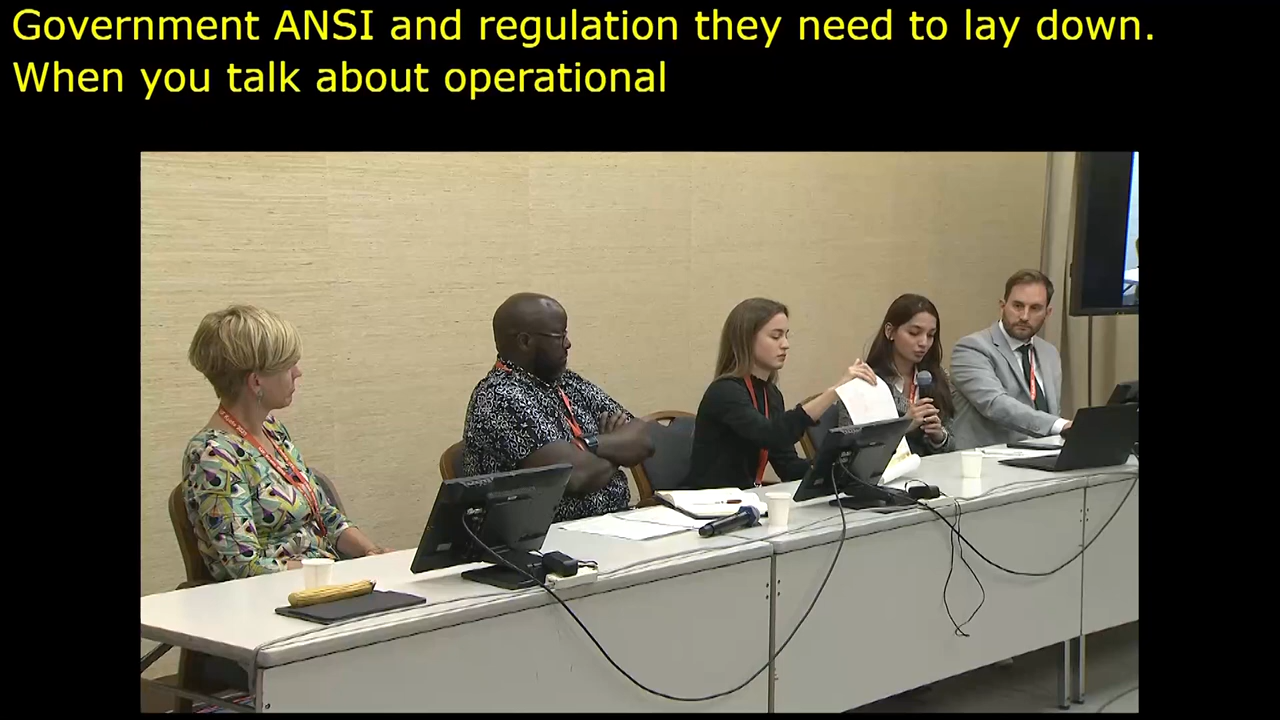 Government ANSI and regulation they need to lay down.
When you talk about operational